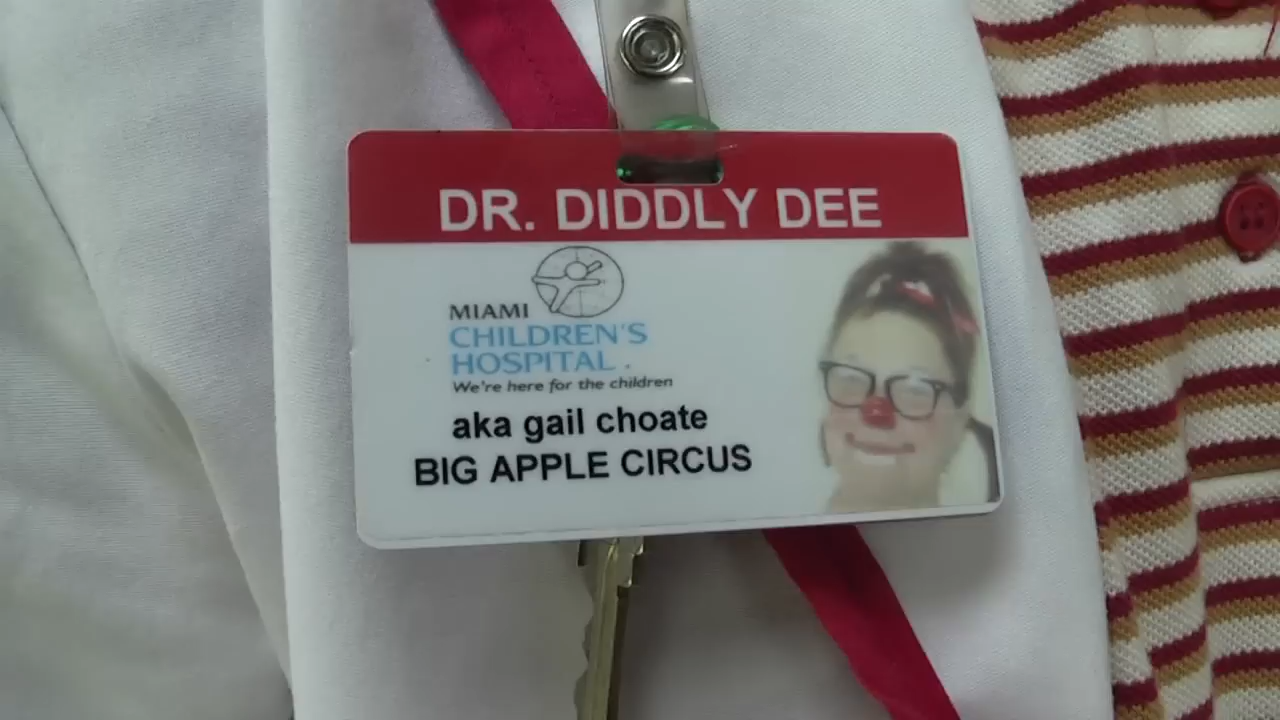 DR. DIDDLY DEE
MIAMI
CHILDREN'S
HOSPITAL
We're here for the children
aka gail choate
BIG APPLE CIRCUS